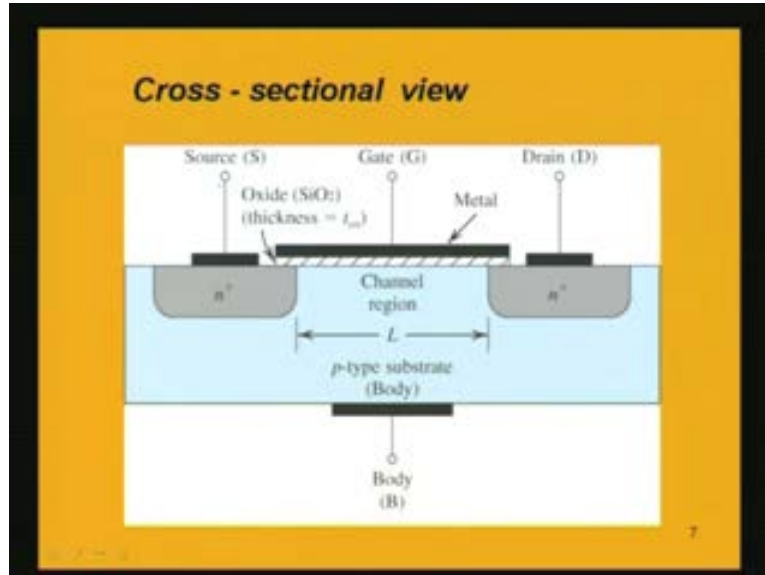 Cross - sectional view
Source (S)
Gate (G)
Drain (D)
Oxide (SiO₂)
(thickness = tₒₓ)
Metal
n⁺
Channel
region
n⁺
L
p-type substrate
(Body)
Body
(B)
7